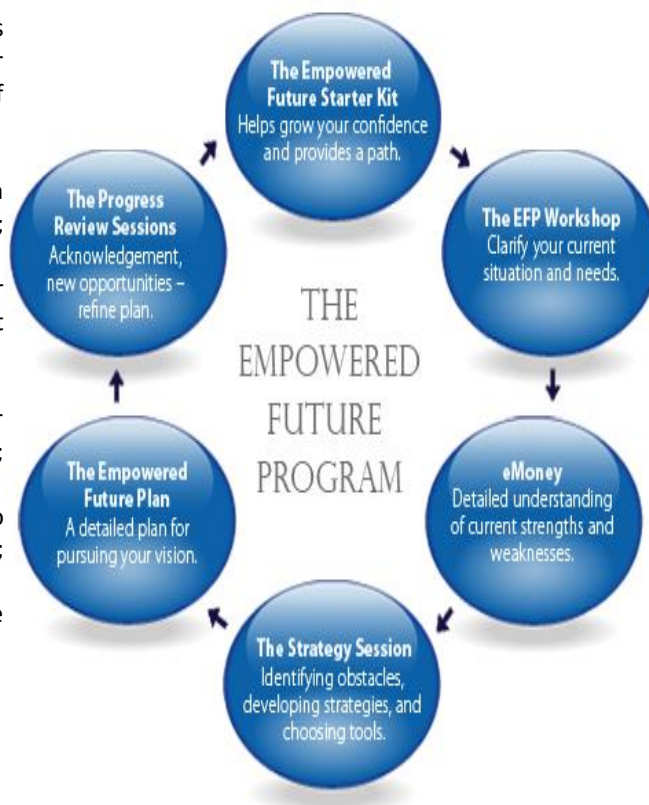 s
-
f
The Empowered
Future Starter Kit
Helps grow your confidence
and provides a path.
The EFP Workshop
Clarify your current
situation and needs.
eMoney
Detailed understanding
of current strengths and
weaknesses.
The Strategy Session
Identifying obstacles,
developing strategies, and
choosing tools.
The Empowered
Future Plan
A detailed plan for
pursuing your vision.
The Progress
Review Sessions
Acknowledgement,
new opportunities –
refine plan.
THE
EMPOWERED
FUTURE
PROGRAM